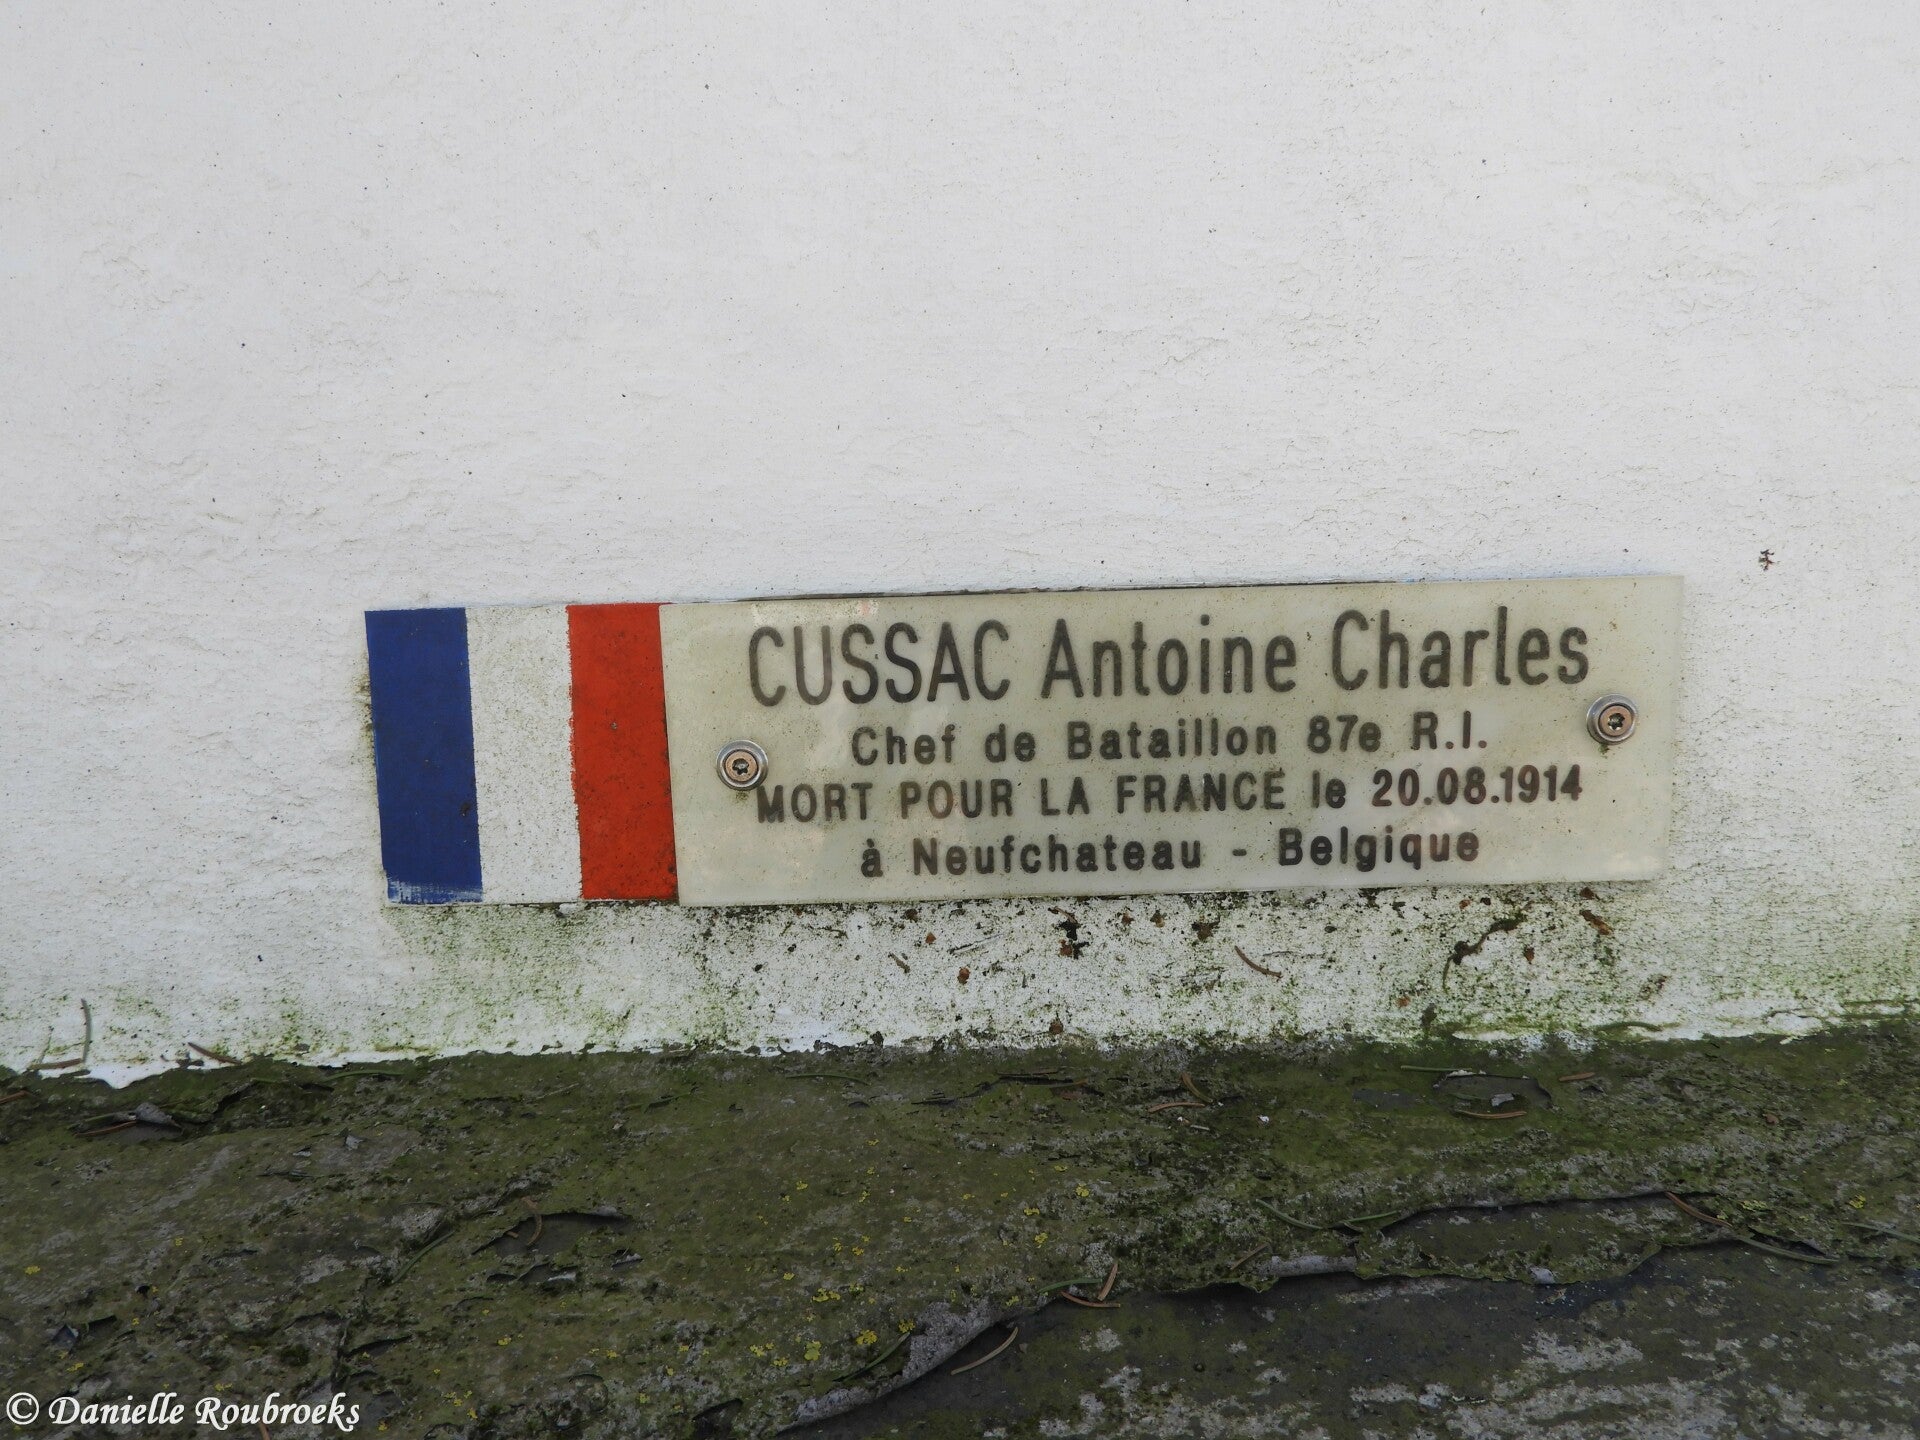 CUSSAC Antoine Charles
Chef de Bataillon 87e R.I.
MORT POUR LA FRANCE le 20.08.1914
à Neufchateau - Belgique
© Danielle Roubroeks